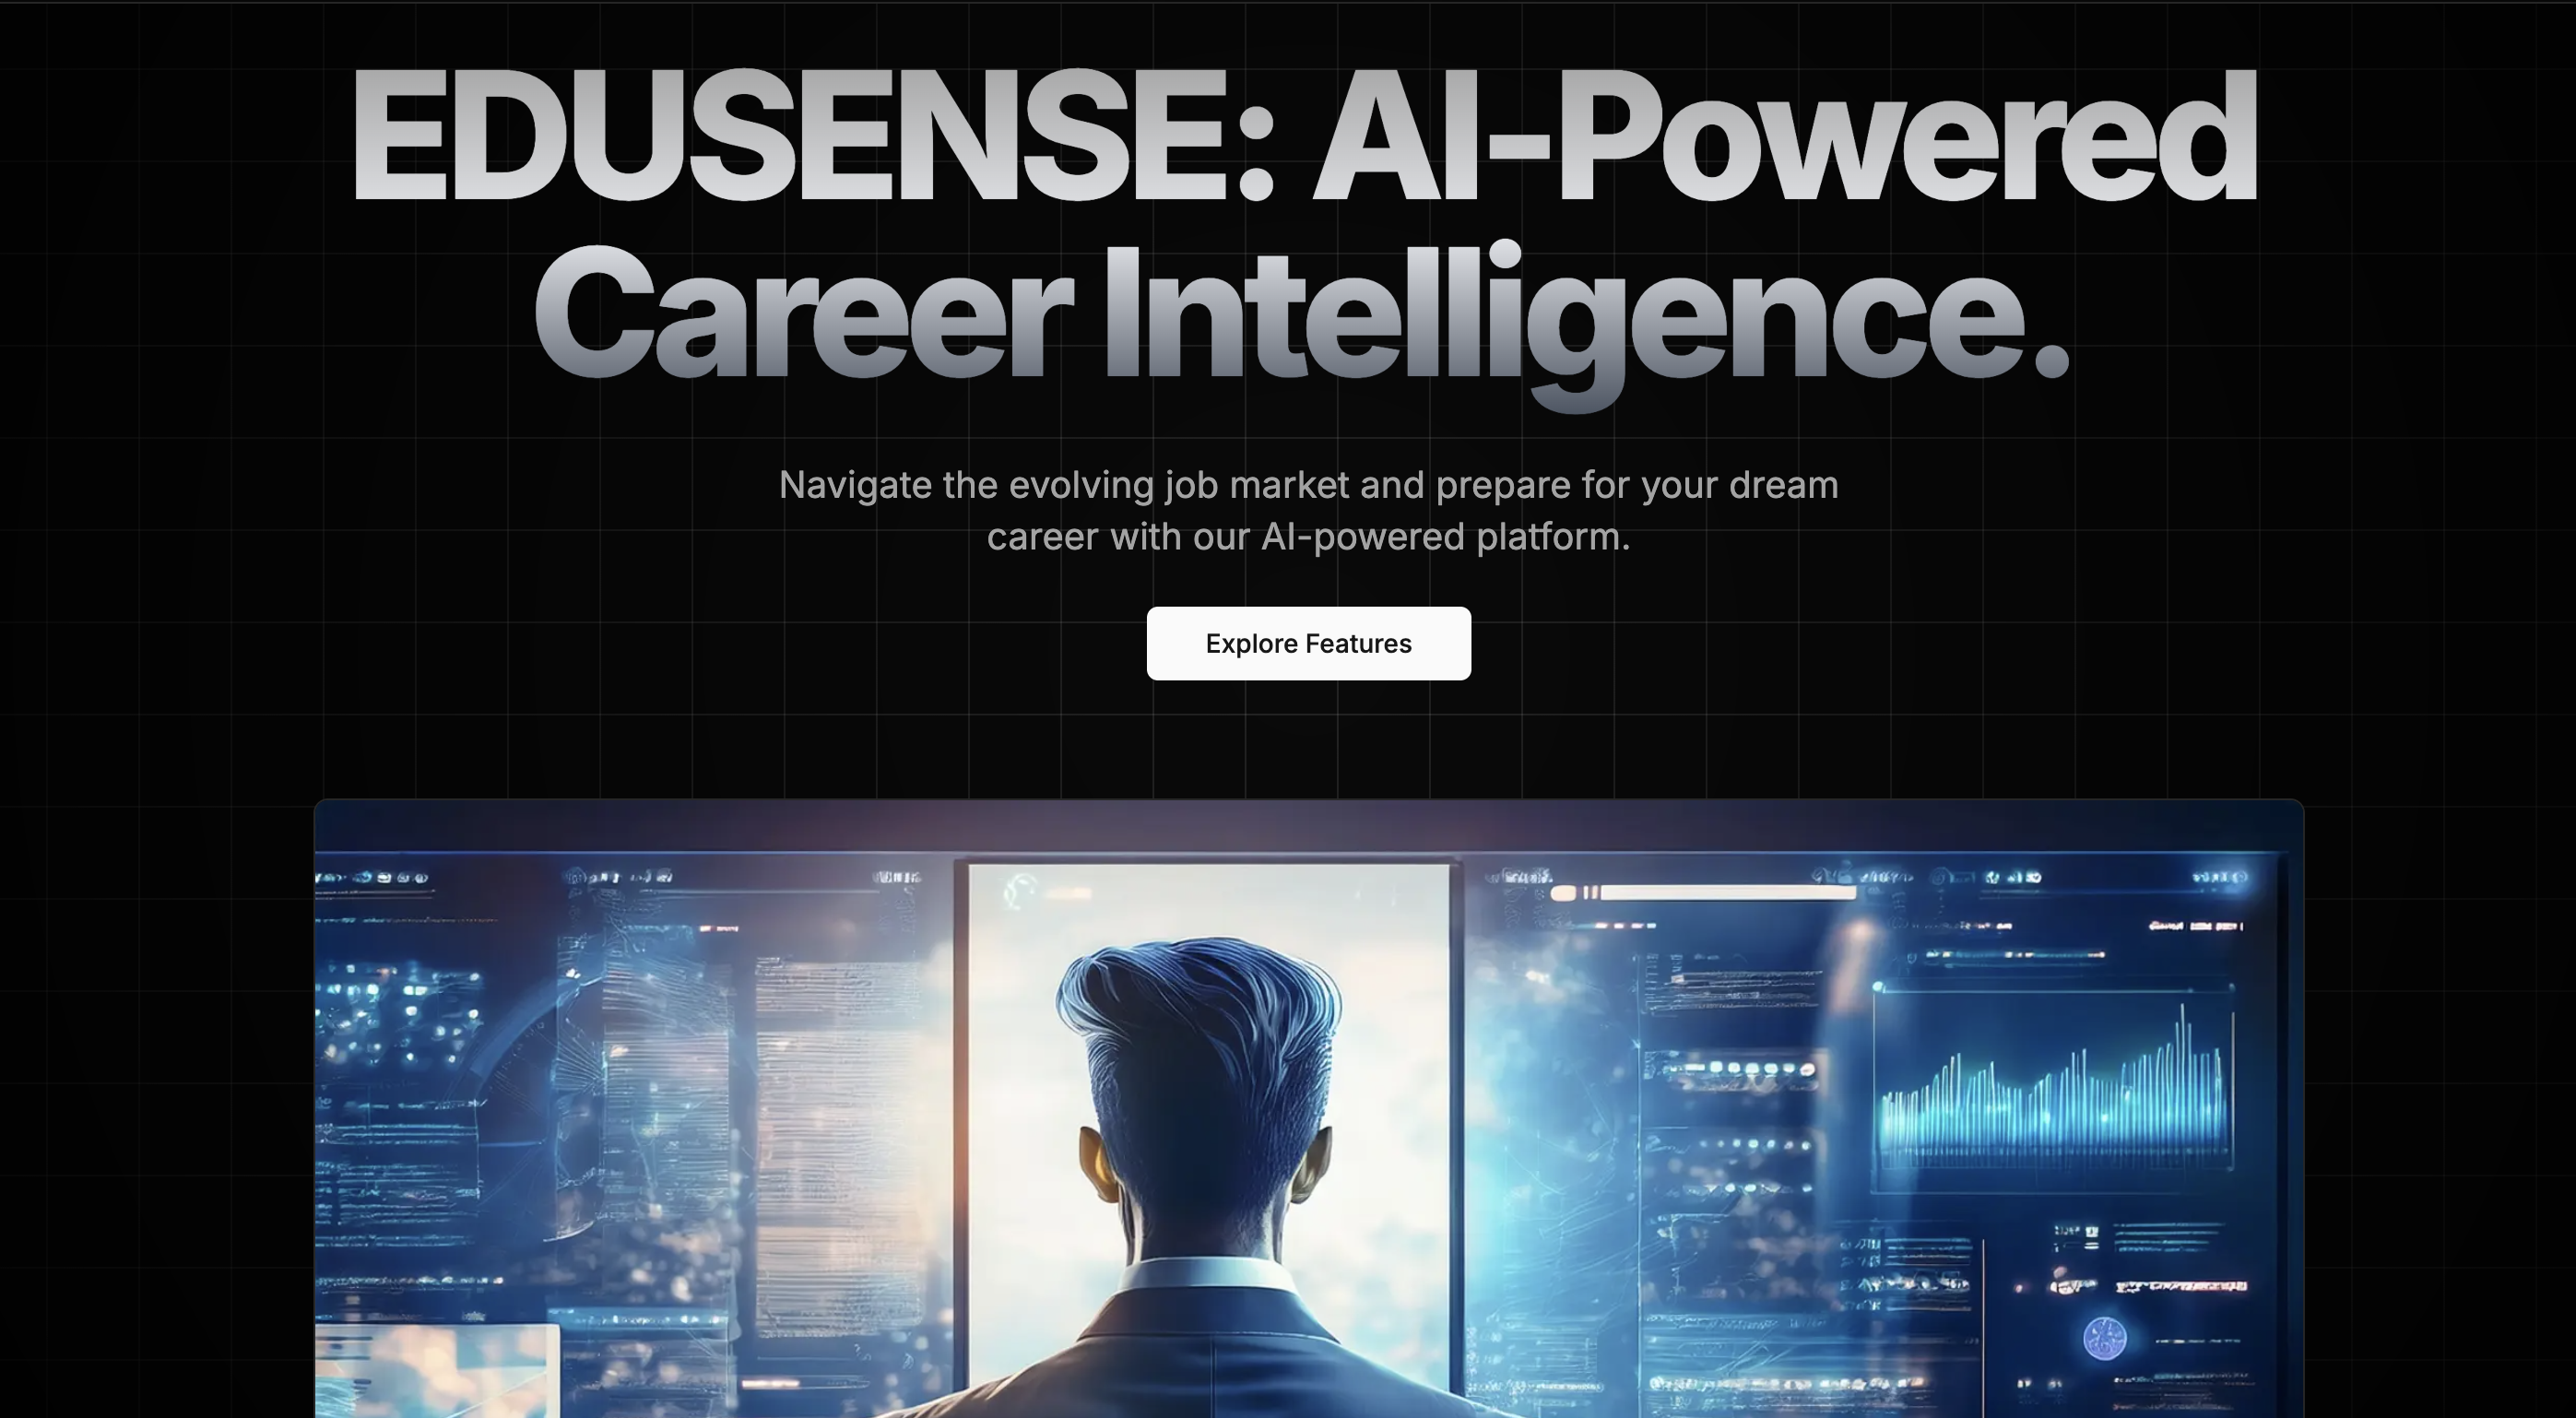 EDUSENSE: AI-Powered
Career Intelligence.
Navigate the evolving job market and prepare for your dream
career with our AI-powered platform.
Explore Features